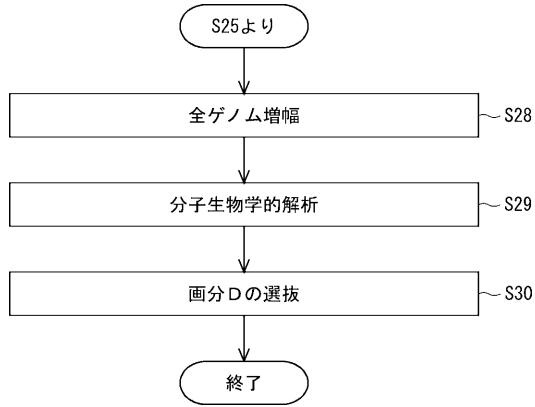 S25より
全ゲノム増幅
S28
分子生物学的解析
S29
画分Dの選抜
S30
終了